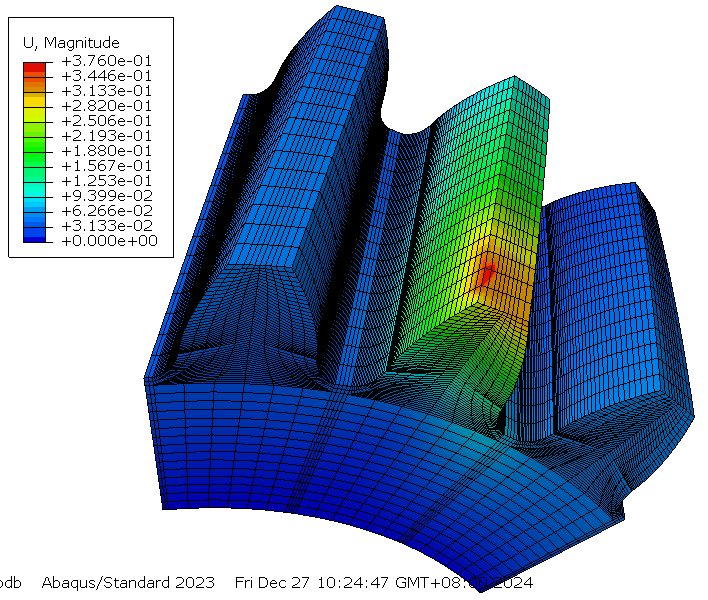 U, Magnitude
+3.760e-01
+3.446e-01
+3.133e-01
+2.820e-01
+2.506e-01
+2.193e-01
+1.880e-01
+1.567e-01
+1.253e-01
+9.399e-02
+6.266e-02
+3.133e-02
+0.000e+00
odb Abaqus/Standard 2023 Fri Dec 27 10:24:47 GMT+08:00 2024